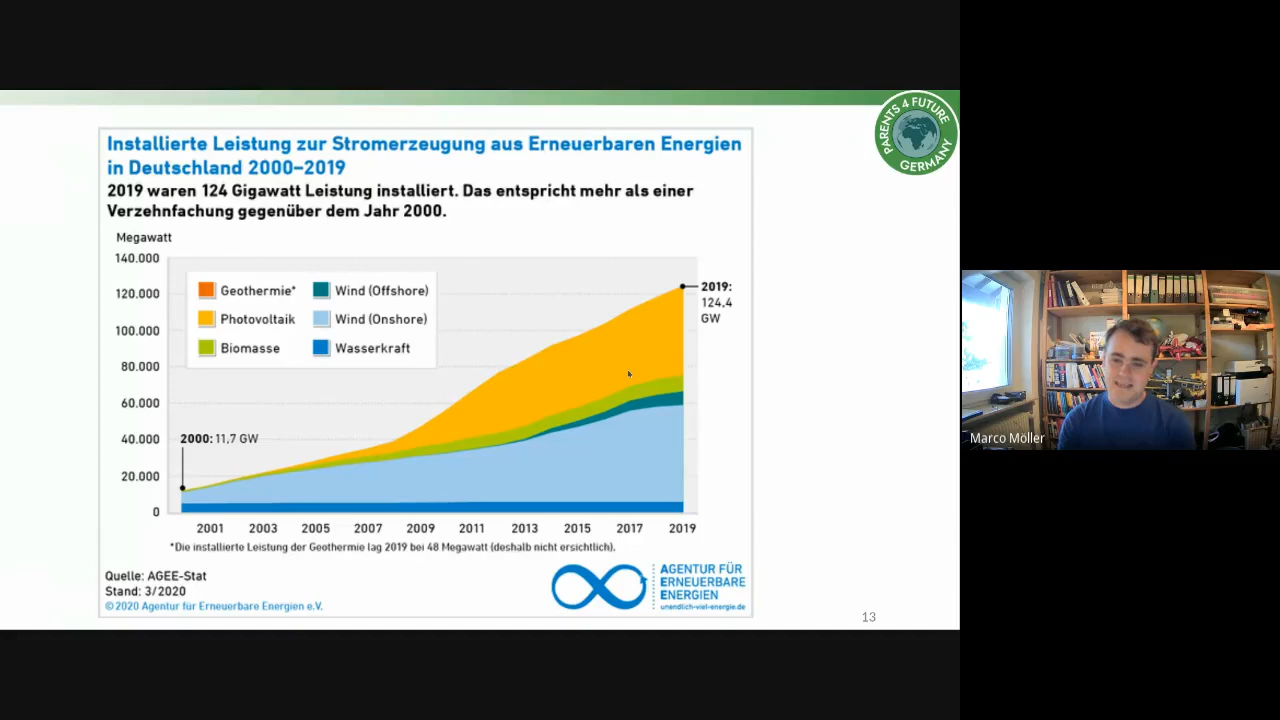 PARENTS 4 FUTURE
GERMANY
Installierte Leistung zur Stromerzeugung aus Erneuerbaren Energien
in Deutschland 2000–2019
2019 waren 124 Gigawatt Leistung installiert. Das entspricht mehr als einer
Verzehnfachung gegenüber dem Jahr 2000.
Megawatt
140.000
120.000
100.000
80.000
60.000
40.000
20.000
0
Geothermie*
Wind (Offshore)
Photovoltaik
Wind (Onshore)
Biomasse
Wasserkraft
2000: 11,7 GW
2019:
124,4
GW
2001 2003 2005 2007 2009 2011 2013 2015 2017 2019
*Die installierte Leistung der Geothermie lag 2019 bei 48 Megawatt (deshalb nicht ersichtlich).
Quelle: AGEE-Stat
Stand: 3/2020
©2020 Agentur für Erneuerbare Energien e.V.
AGENTUR FÜR
ERNEUERBARE
ENERGIEN
unendlich-viel-energie.de
13
Marco Möller